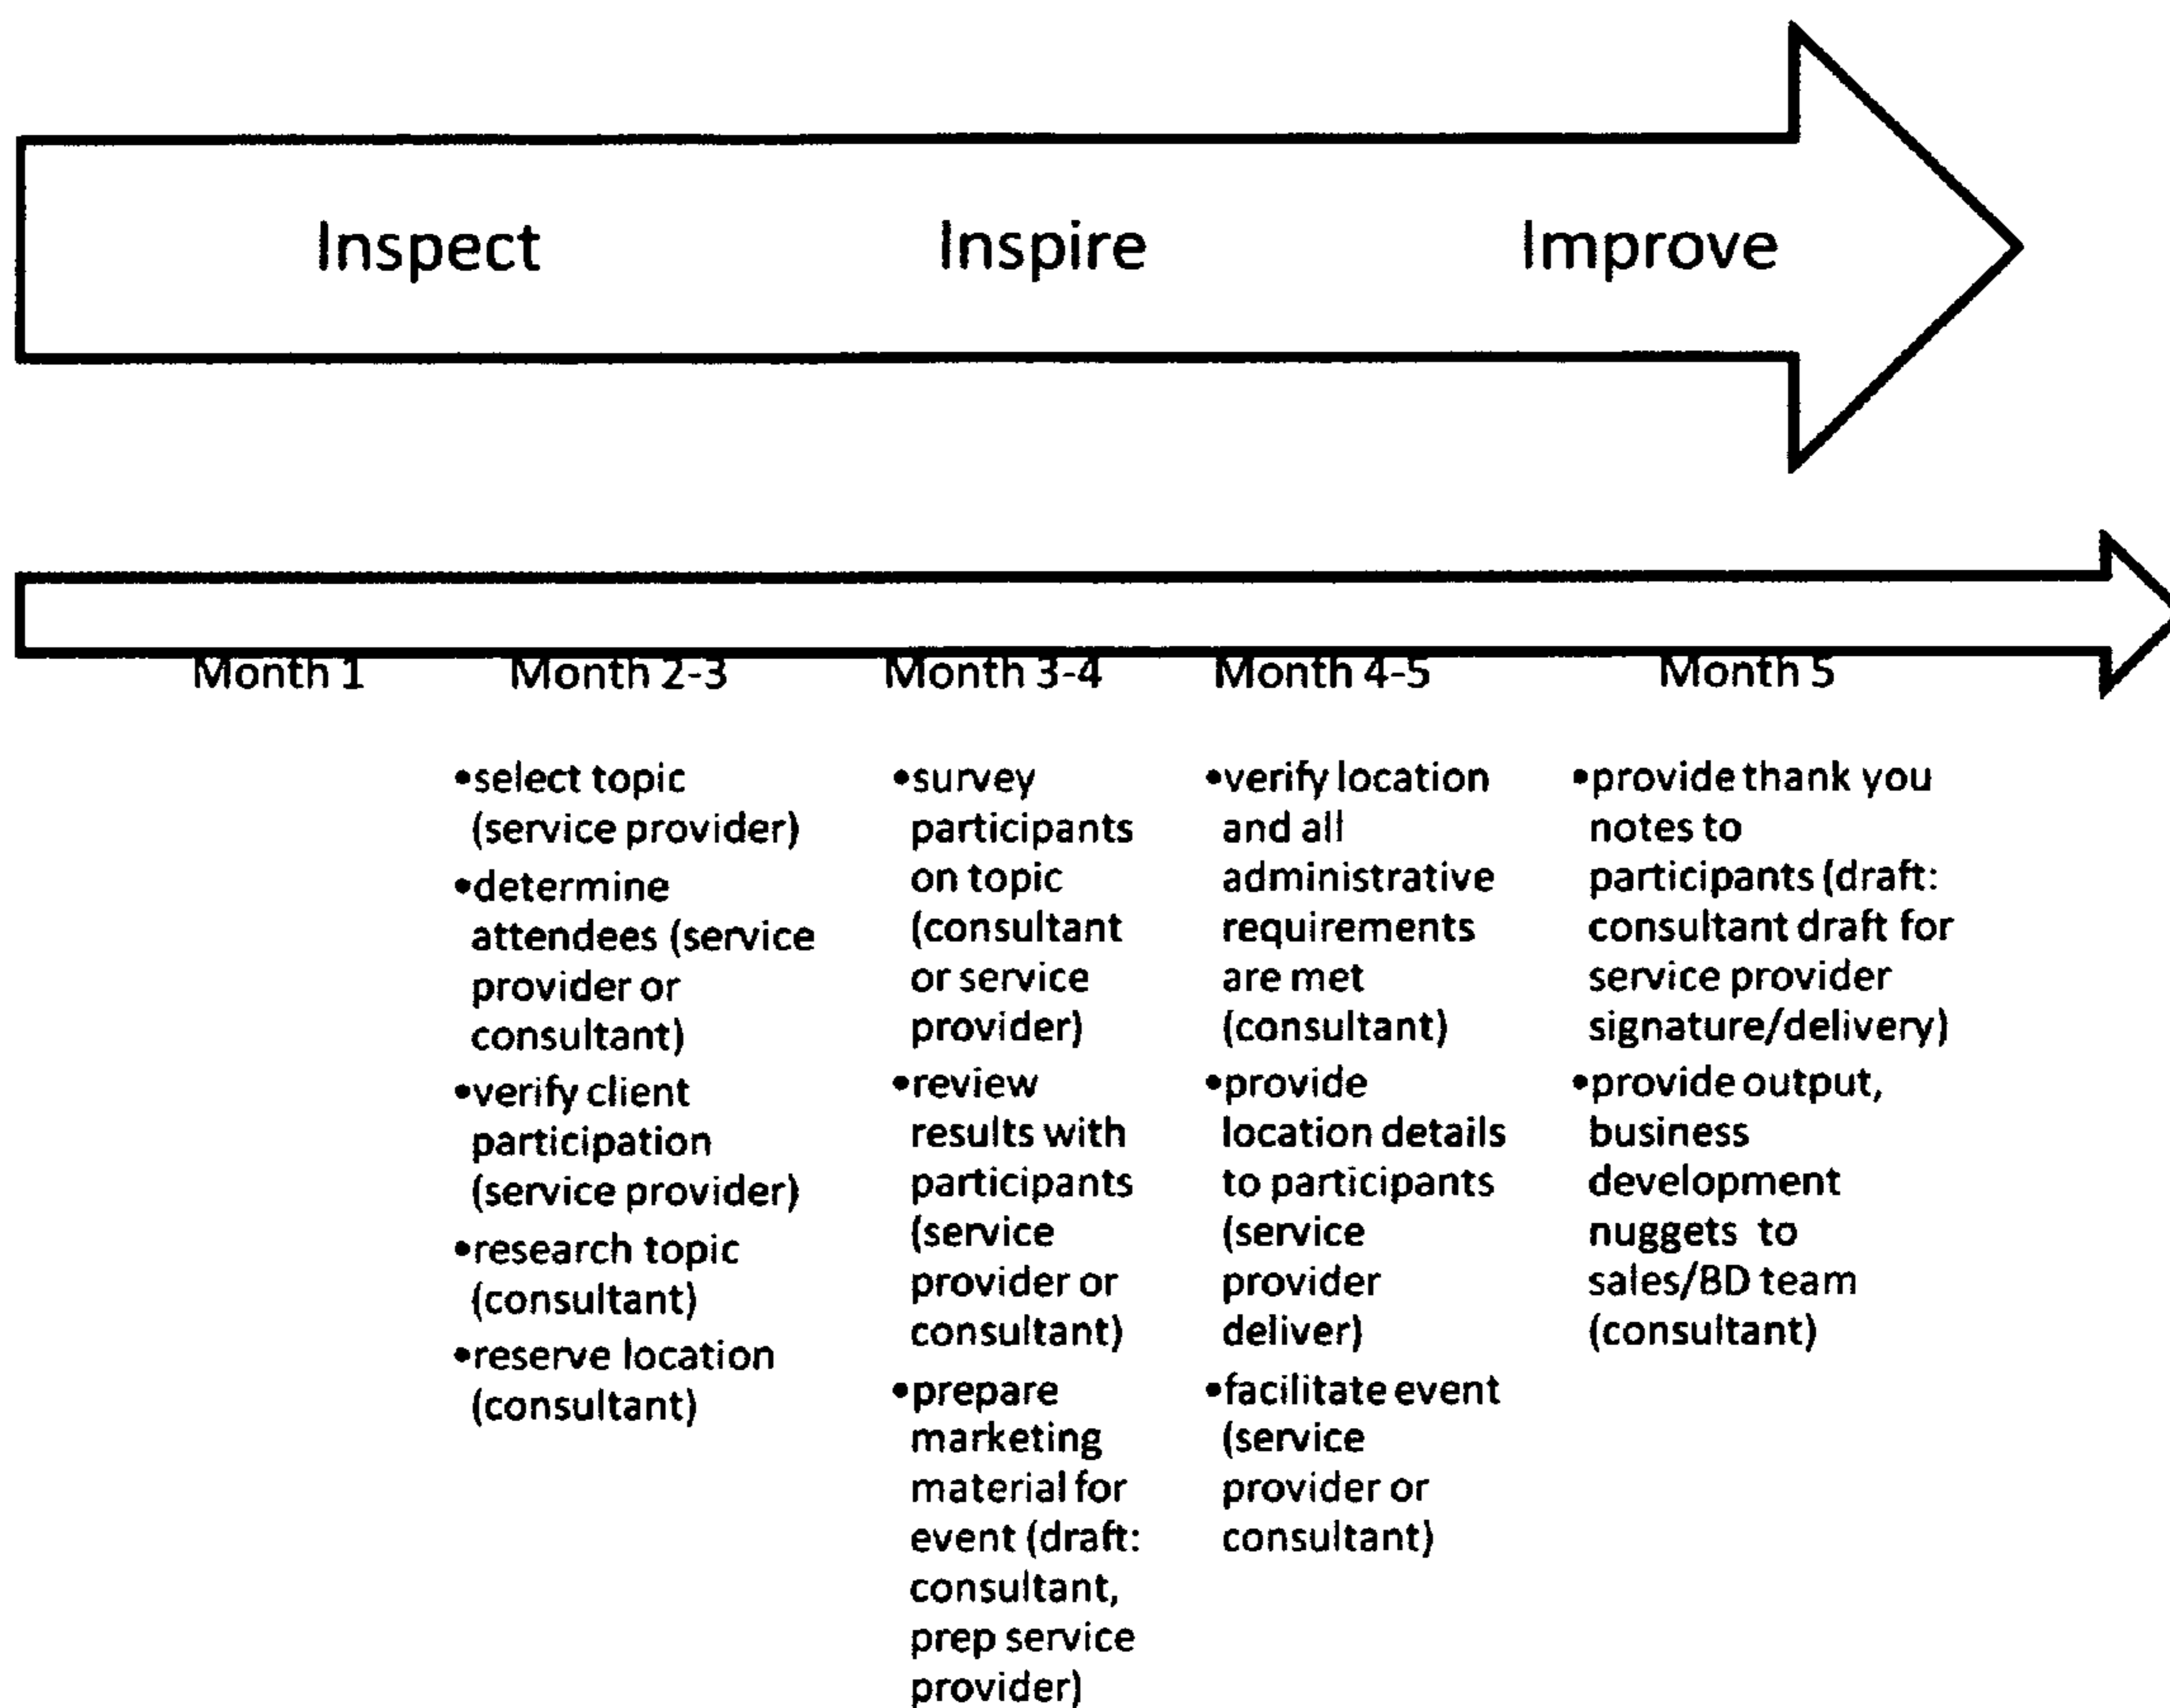 Inspect Inspire Improve
Month 1 Month 2-3 Month 3-4 Month 4-5 Month 5
•select topic
(service provider)
•determine
attendees (service
provider or
consultant)
•verify client
participation
(service provider)
•research topic
(consultant)
•reserve location
(consultant)
•survey
participants
on topic
(consultant
or service
provider)
•review
results with
participants
(service
provider or
consultant)
•prepare
marketing
material for
event (draft:
consultant,
prep service
provider)
•verify location
and all
administrative
requirements
are met
(consultant)
•provide
location details
to participants
(service
provider
deliver)
•facilitate event
(service
provider or
consultant)
•provide thank you
notes to
participants (draft:
consultant draft for
service provider
signature/delivery)
•provide output,
business
development
nuggets to
sales/BD team
(consultant)